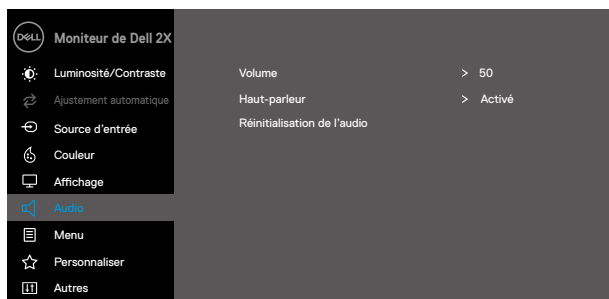 DELL
Moniteur de Dell 2X
Luminosité/Contraste
Ajustement automatique
Source d'entrée
Couleur
Affichage
Audio
Menu
Personnaliser
Autres
Volume > 50
Haut-parleur > Activé
Réinitialisation de l'audio